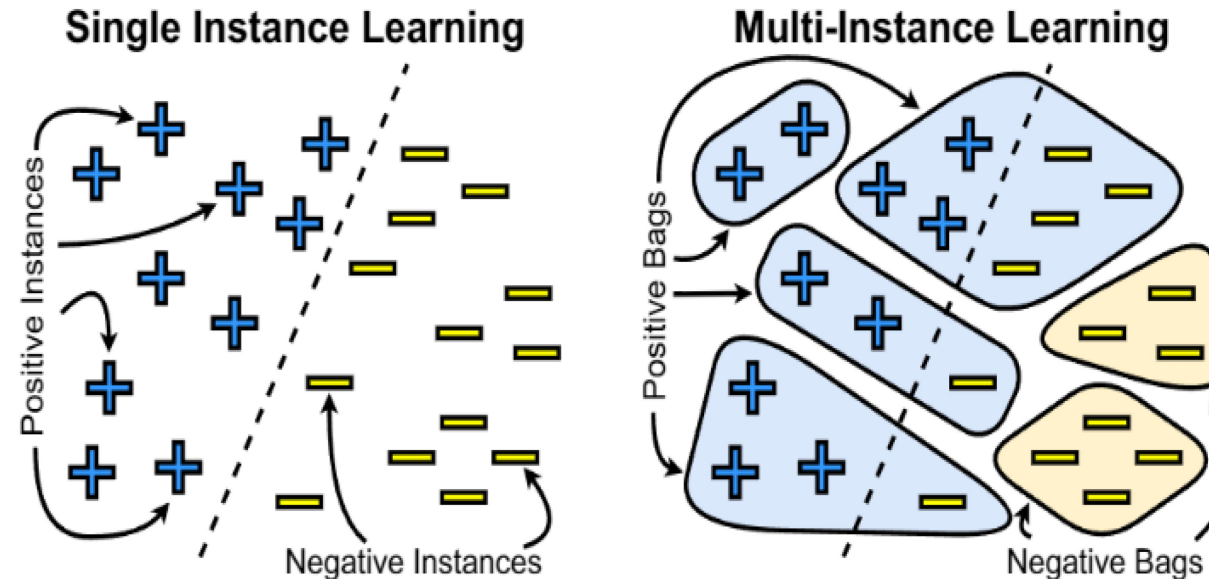 Single Instance Learning
Positive Instances
Negative Instances
Multi-Instance Learning
Positive Bags
Negative Bags